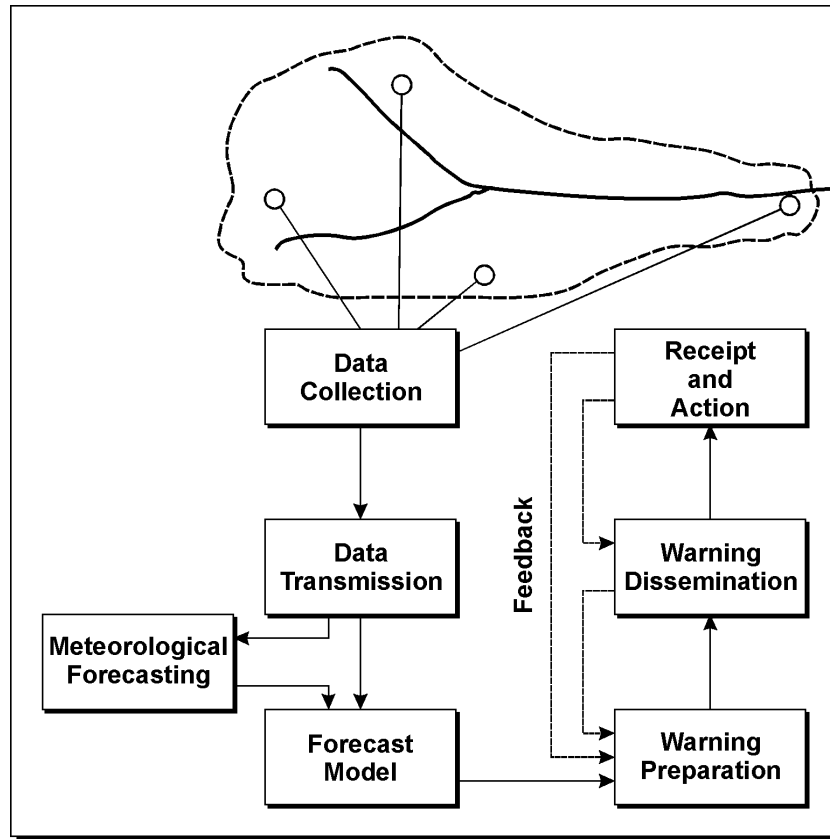 Data
Collection
Receipt
and
Action
Feedback
Data
Transmission
Warning
Dissemination
Meteorological
Forecasting
Forecast
Model
Warning
Preparation